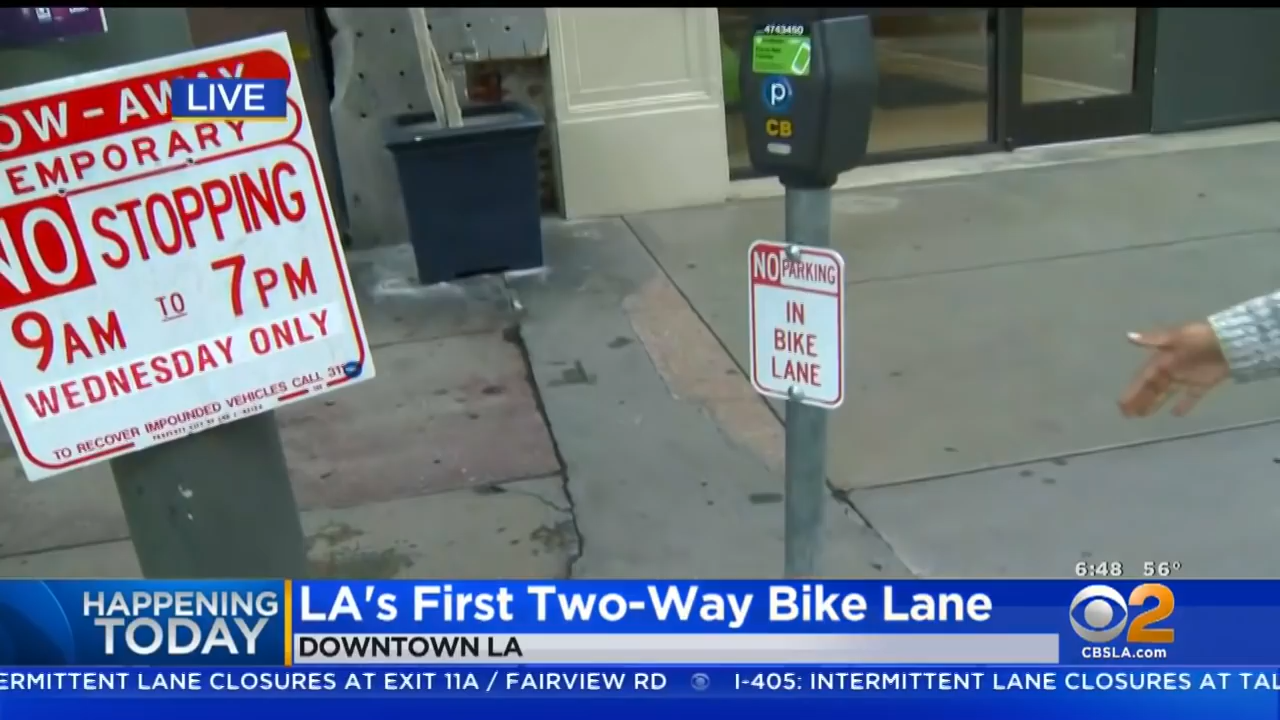 LIVE
OW-AWAY
EMPORARY
NO STOPPING
9AM TO 7PM
WEDNESDAY ONLY
TO RECOVER IMPOUNDED VEHICLES CALL 311
4743450
P
CB
NO PARKING
IN
BIKE
LANE
6:48 56°
HAPPENING
TODAY
LA's First Two-Way Bike Lane
DOWNTOWN LA
2
CBSLA.com
ERMITTENT LANE CLOSURES AT EXIT 11A / FAIRVIEW RD I-405: INTERMITTENT LANE CLOSURES AT TAL